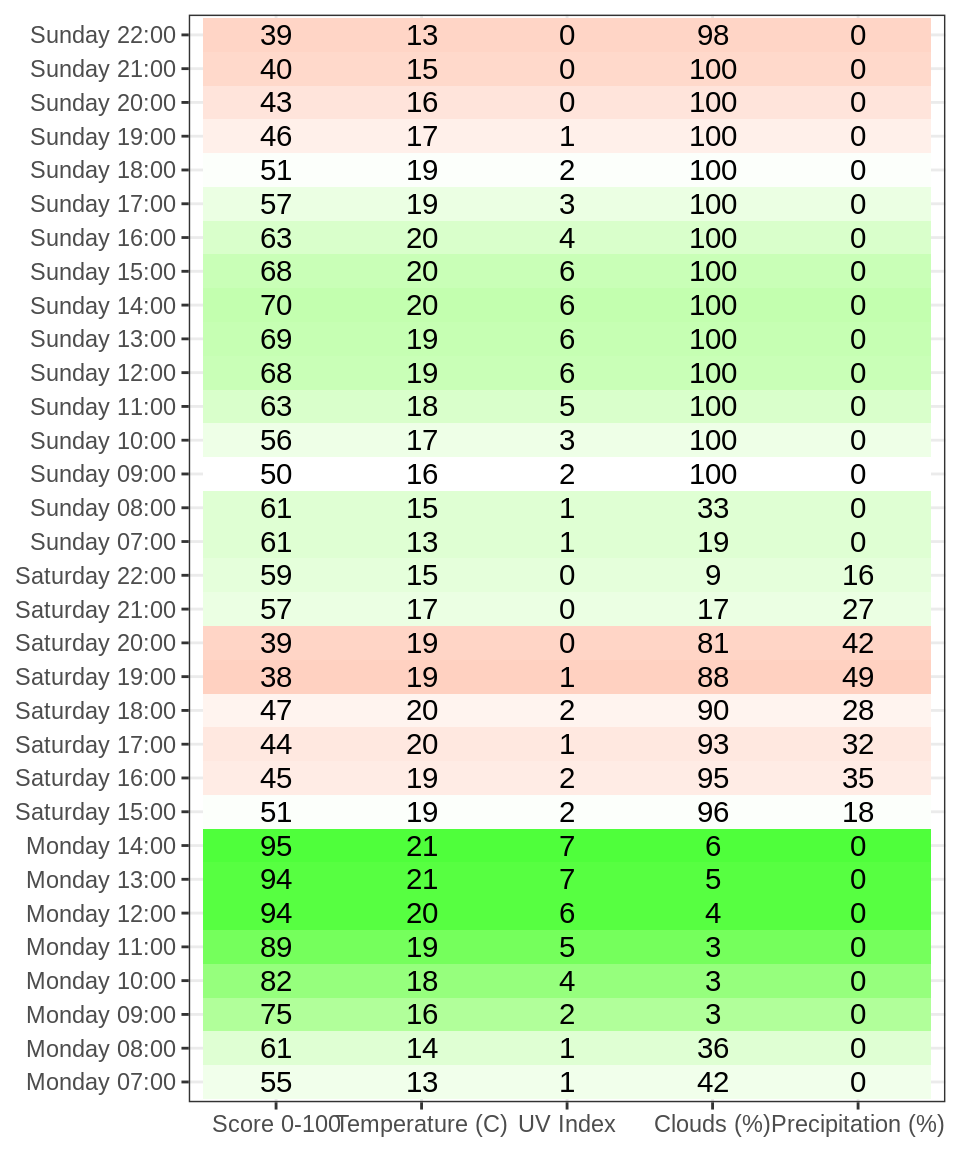 Sunday 22:00 39 13 0 98 0
Sunday 21:00 40 15 0 100 0
Sunday 20:00 43 16 0 100 0
Sunday 19:00 46 17 1 100 0
Sunday 18:00 51 19 2 100 0
Sunday 17:00 57 19 3 100 0
Sunday 16:00 63 20 4 100 0
Sunday 15:00 68 20 6 100 0
Sunday 14:00 70 20 6 100 0
Sunday 13:00 69 19 6 100 0
Sunday 12:00 68 19 6 100 0
Sunday 11:00 63 18 5 100 0
Sunday 10:00 56 17 3 100 0
Sunday 09:00 50 16 2 100 0
Sunday 08:00 61 15 1 33 0
Sunday 07:00 61 13 1 19 0
Saturday 22:00 59 15 0 9 16
Saturday 21:00 57 17 0 17 27
Saturday 20:00 39 19 0 81 42
Saturday 19:00 38 19 1 88 49
Saturday 18:00 47 20 2 90 28
Saturday 17:00 44 20 1 93 32
Saturday 16:00 45 19 2 95 35
Saturday 15:00 51 19 2 96 18
Monday 14:00 95 21 7 6 0
Monday 13:00 94 21 7 5 0
Monday 12:00 94 20 6 4 0
Monday 11:00 89 19 5 3 0
Monday 10:00 82 18 4 3 0
Monday 09:00 75 16 2 3 0
Monday 08:00 61 14 1 36 0
Monday 07:00 55 13 1 42 0
Score 0-100 Temperature (C) UV Index Clouds (%) Precipitation (%)